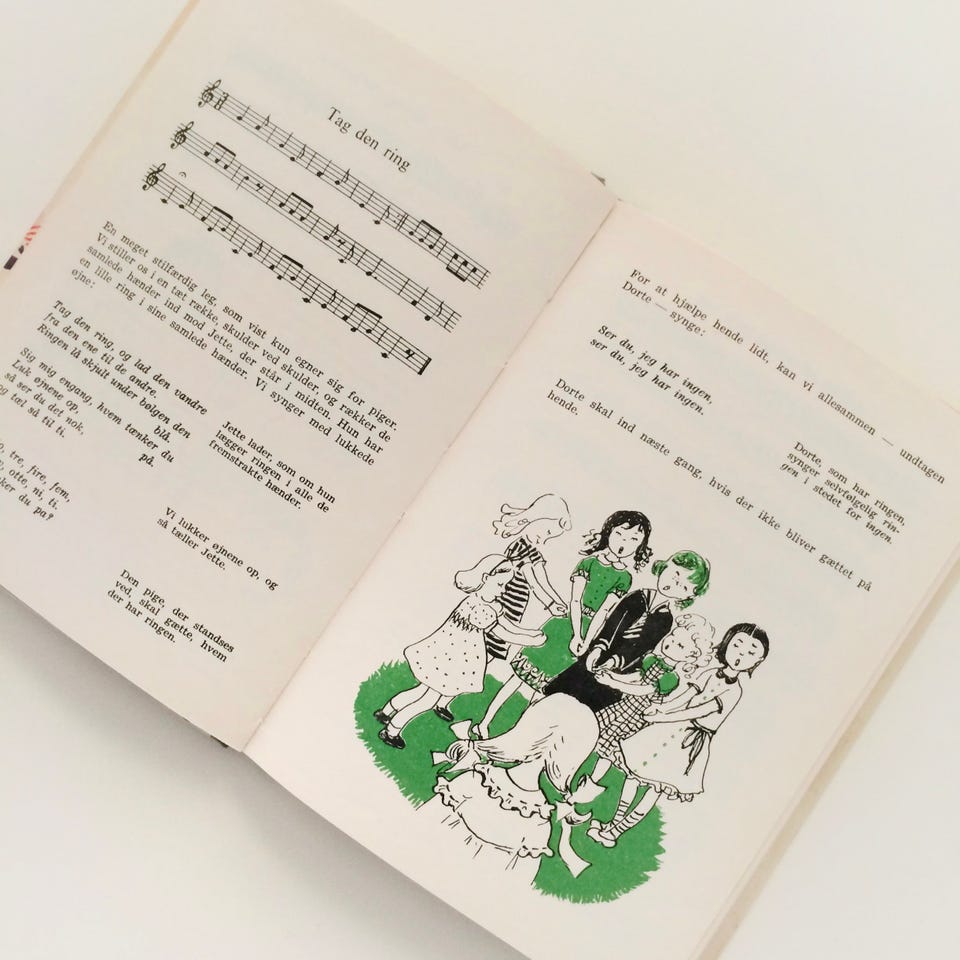 Tag den ring
En meget stilfærdig leg, som vist kun egner sig for piger.
Vi stiller os i en tæt række, skulder ved skulder, og rækker de
samlede hænder ind mod Jette, der står i midten. Hun har
en lille ring i sine samlede hænder. Vi synger med lukkede
øjne:
Tag den ring, og lad den vandre
fra den ene til de andre.
Ringen lå skjult under bølgen den
blå.
Sig mig engang, hvem tænker du
på.
Luk øjnene op,
så ser du det nok,
og tæl så til ti.
tre, fire, fem,
otte, ni, ti.
du pa?
Jette lader, som om hun
lægger ringen i alle de
fremstrakte hænder.
Vi lukker øjnene op, og
så tæller Jette.
Den pige, der standses
ved, skal gætte, hvem
der har ringen.
For at hjælpe hende lidt, kan vi allesammen — undtagen
Dorte — synge:
Ser du, jeg har ingen,
ser du, jeg har ingen.
Dorte, som har ringen,
synger selvfølgelig rin-
gen i stedet for ingen.
Dorte skal ind næste gang, hvis der ikke bliver gættet på
hende.